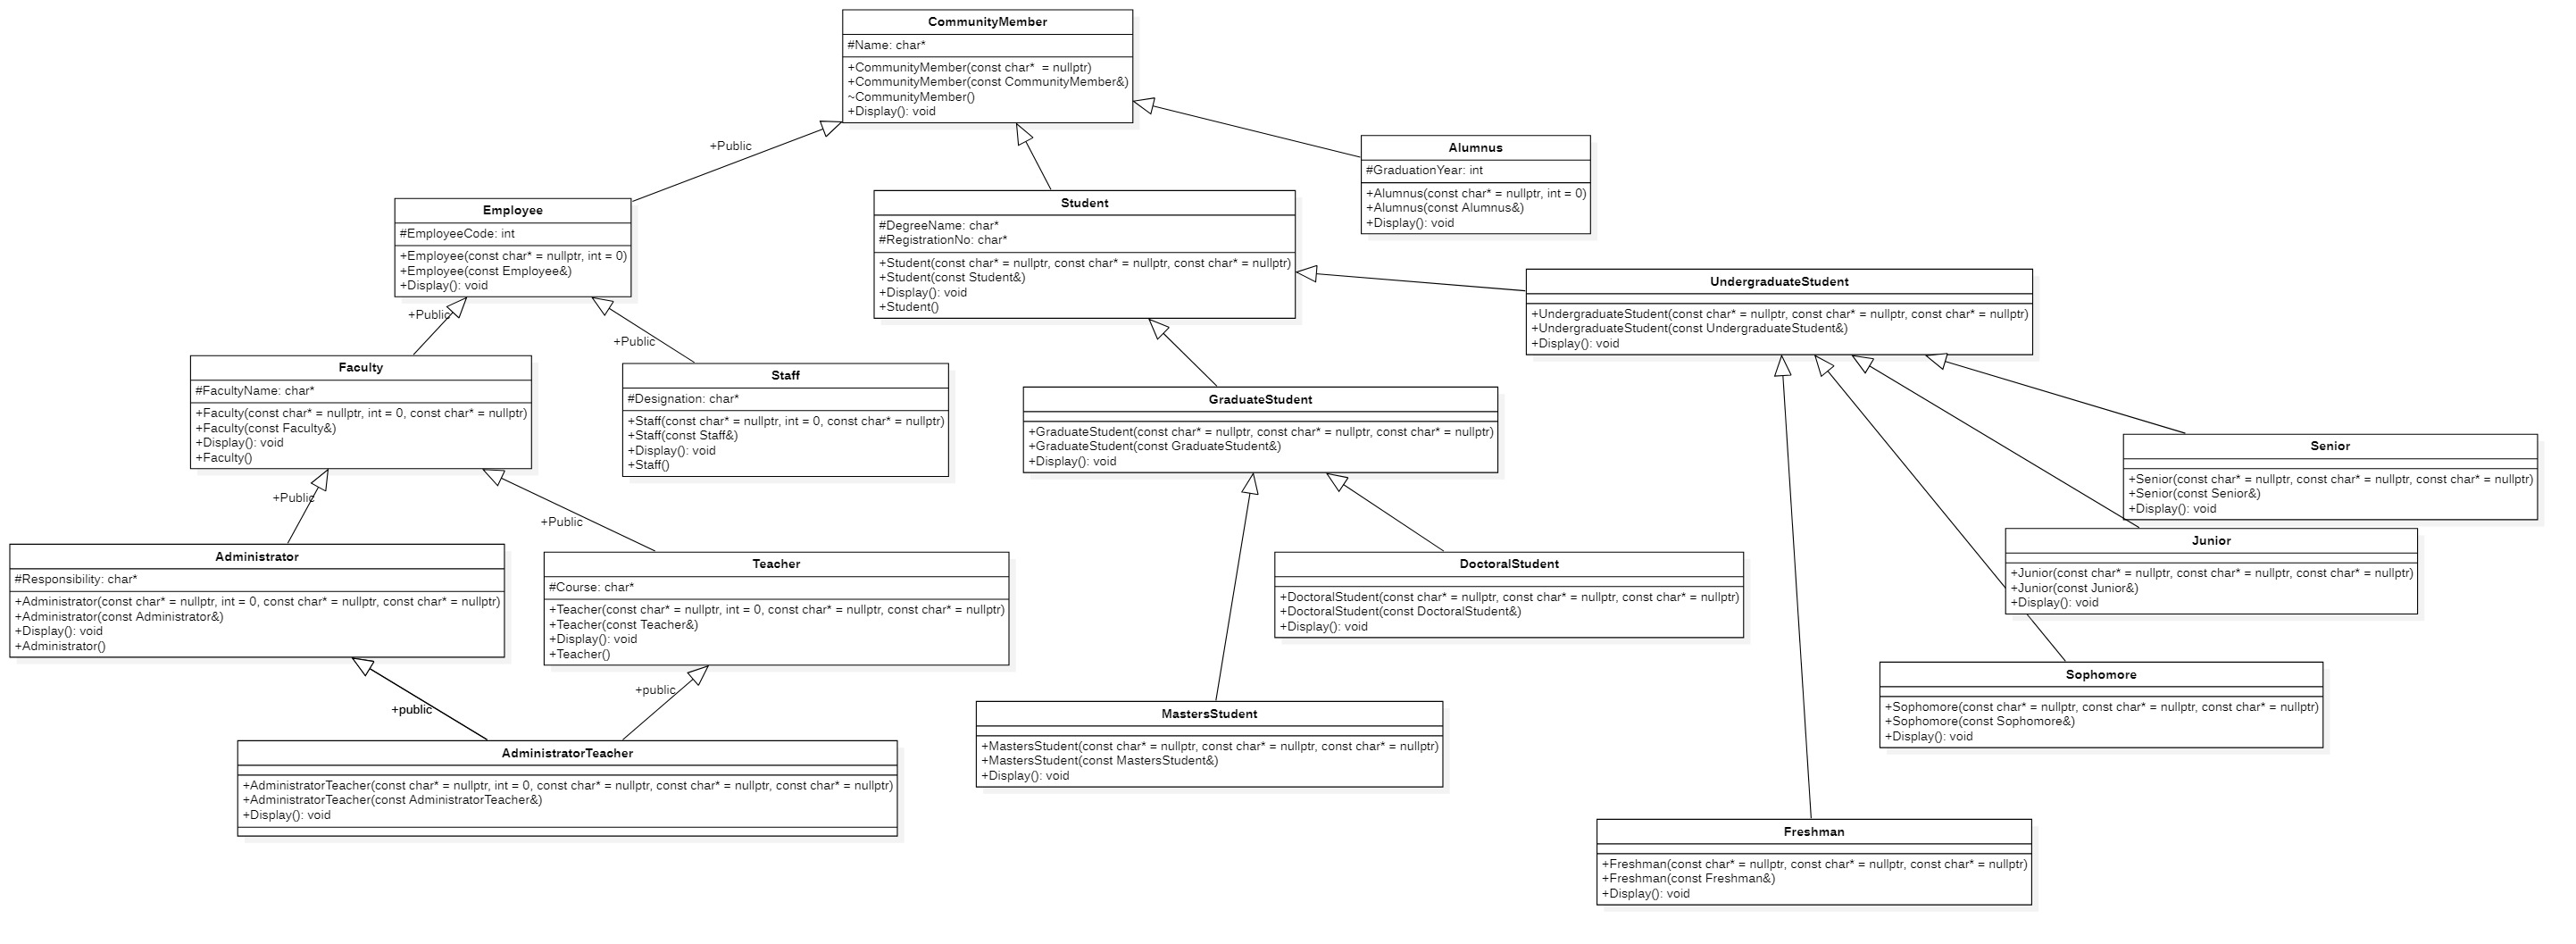 CommunityMember
#Name: char*
+CommunityMember(const char*  = nullptr)
+CommunityMember(const CommunityMember&)
~CommunityMember()
+Display(): void
+Public
Alumnus
#GraduationYear: int
+Alumnus(const char* = nullptr, int = 0)
+Alumnus(const Alumnus&)
+Display(): void
Employee
#EmployeeCode: int
+Employee(const char* = nullptr, int = 0)
+Employee(const Employee&)
+Display(): void
Student
#DegreeName: char*
#RegistrationNo: char*
+Student(const char* = nullptr, const char* = nullptr, const char* = nullptr)
+Student(const Student&)
+Display(): void
+Student()
UndergraduateStudent
+UndergraduateStudent(const char* = nullptr, const char* = nullptr, const char* = nullptr)
+UndergraduateStudent(const UndergraduateStudent&)
+Display(): void
+Public
+Public
Faculty
#FacultyName: char*
+Faculty(const char* = nullptr, int = 0, const char* = nullptr)
+Faculty(const Faculty&)
+Display(): void
+Faculty()
Staff
#Designation: char*
+Staff(const char* = nullptr, int = 0, const char* = nullptr)
+Staff(const Staff&)
+Display(): void
+Staff()
GraduateStudent
+GraduateStudent(const char* = nullptr, const char* = nullptr, const char* = nullptr)
+GraduateStudent(const GraduateStudent&)
+Display(): void
Senior
+Senior(const char* = nullptr, const char* = nullptr, const char* = nullptr)
+Senior(const Senior&)
+Display(): void
+Public
+Public
Administrator
#Responsibility: char*
+Administrator(const char* = nullptr, int = 0, const char* = nullptr, const char* = nullptr)
+Administrator(const Administrator&)
+Display(): void
+Administrator()
Teacher
#Course: char*
+Teacher(const char* = nullptr, int = 0, const char* = nullptr, const char* = nullptr)
+Teacher(const Teacher&)
+Display(): void
+Teacher()
DoctoralStudent
+DoctoralStudent(const char* = nullptr, const char* = nullptr, const char* = nullptr)
+DoctoralStudent(const DoctoralStudent&)
+Display(): void
Junior
+Junior(const char* = nullptr, const char* = nullptr, const char* = nullptr)
+Junior(const Junior&)
+Display(): void
+public
+public
Sophomore
+Sophomore(const char* = nullptr, const char* = nullptr, const char* = nullptr)
+Sophomore(const Sophomore&)
+Display(): void
MastersStudent
+MastersStudent(const char* = nullptr, const char* = nullptr, const char* = nullptr)
+MastersStudent(const MastersStudent&)
+Display(): void
AdministratorTeacher
+AdministratorTeacher(const char* = nullptr, int = 0, const char* = nullptr, const char* = nullptr, const char* = nullptr)
+AdministratorTeacher(const AdministratorTeacher&)
+Display(): void
Freshman
+Freshman(const char* = nullptr, const char* = nullptr, const char* = nullptr)
+Freshman(const Freshman&)
+Display(): void